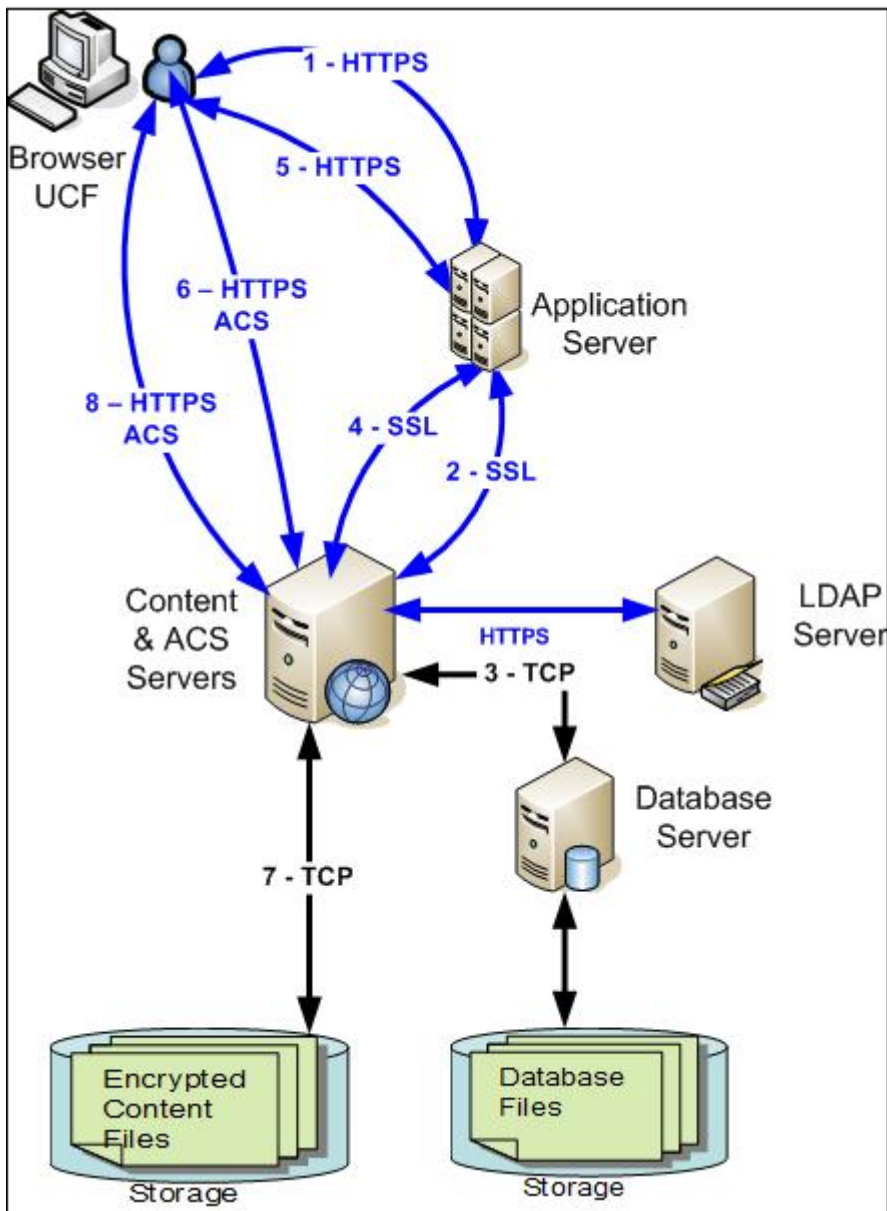 1 - HTTPS
Browser
UCF
5 - HTTPS
6 – HTTPS
ACS
Application
Server
8 – HTTPS
ACS
4 - SSL
2 - SSL
Content
& ACS
Servers
HTTPS
LDAP
Server
3 - TCP
Database
Server
7 - TCP
Encrypted
Content
Files
Storage
Database
Files
Storage